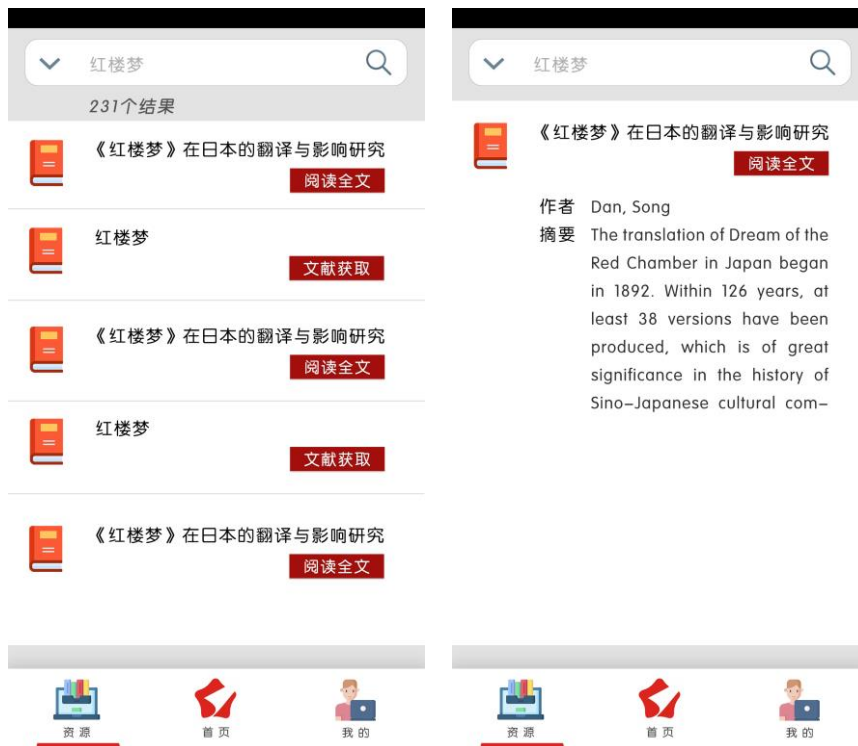 红楼梦
231个结果
《红楼梦》在日本的翻译与影响研究
阅读全文
红楼梦
文献获取
《红楼梦》在日本的翻译与影响研究
阅读全文
红楼梦
文献获取
《红楼梦》在日本的翻译与影响研究
阅读全文
资源 首页 我的
红楼梦
《红楼梦》在日本的翻译与影响研究
阅读全文
作者 Dan, Song
摘要 The translation of Dream of the
Red Chamber in Japan began
in 1892. Within 126 years, at
least 38 versions have been
produced, which is of great
significance in the history of
Sino–Japanese cultural com–
资源 首页 我的